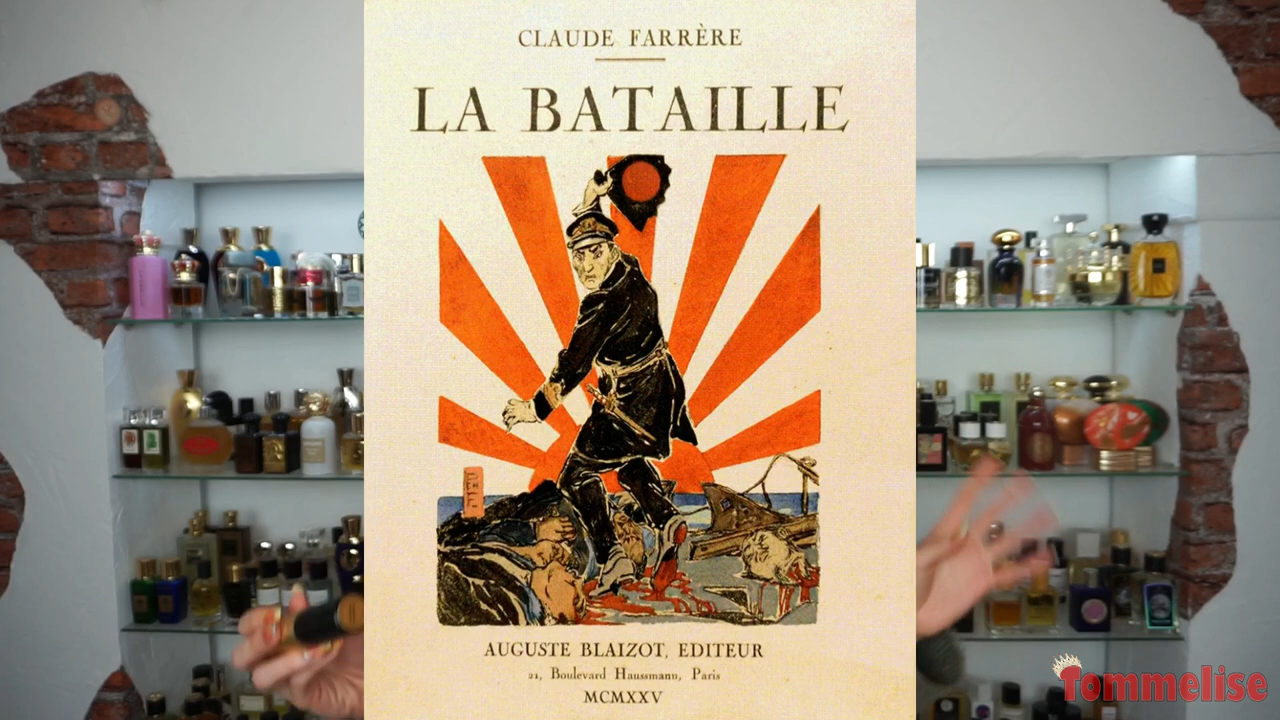 CLAUDE FARRÈRE
LA BATAILLE
AUGUSTE BLAIZOT, EDITEUR
21, Boulevard Haussmann, Paris
MCMXXV
Tommelise